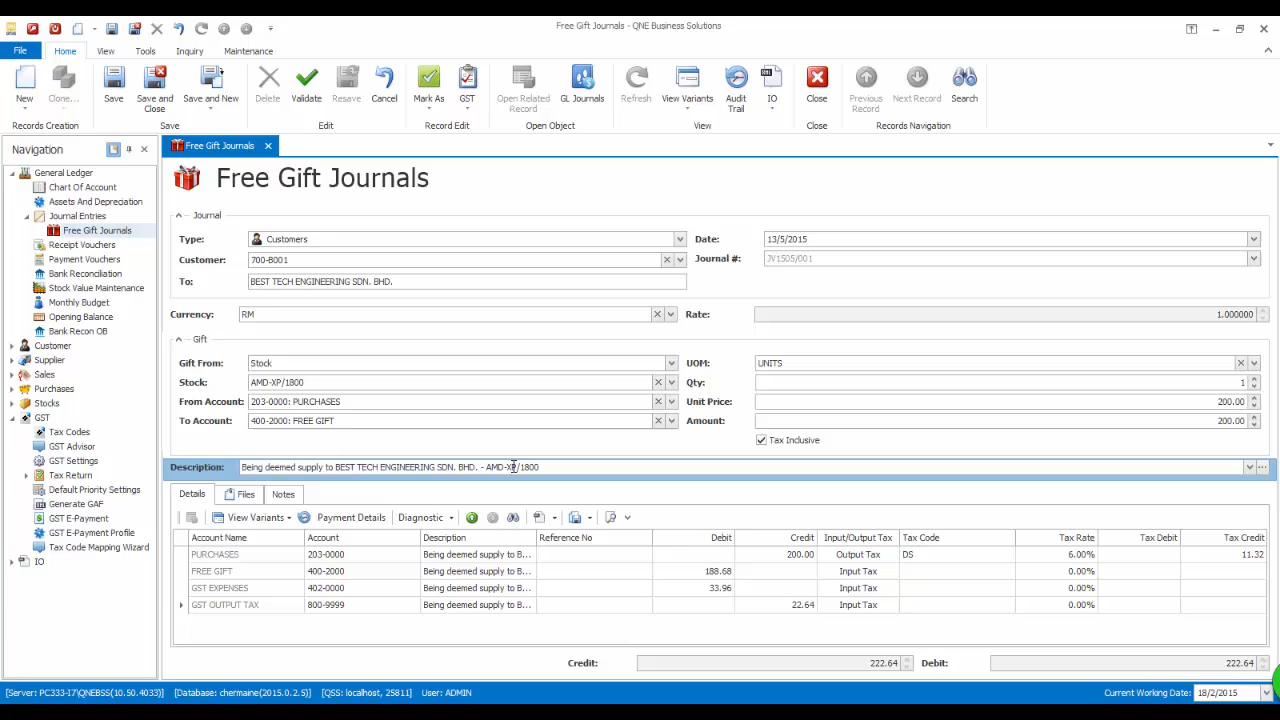 Free Gift Journals - QNE Business Solutions
File Home View Tools Inquiry Maintenance
New Clone... Save Save and Close Save and New Delete Validate Resave Cancel Mark As GST Open Related Record GL Journals Refresh View Variants Audit Trail IO Close Previous Record Next Record Search
Records Creation Save Edit Record Edit Open Object View Close Records Navigation
Navigation
General Ledger
Chart Of Account
Assets And Depreciation
Journal Entries
Free Gift Journals
Receipt Vouchers
Payment Vouchers
Bank Reconciliation
Stock Value Maintenance
Monthly Budget
Opening Balance
Bank Recon OB
Customer
Supplier
Sales
Purchases
Stocks
GST
Tax Codes
GST Advisor
GST Settings
Tax Return
Default Priority Settings
Generate GAF
GST E-Payment
GST E-Payment Profile
Tax Code Mapping Wizard
IO
Free Gift Journals
Free Gift Journals
Journal
Type: Customers Date: 13/5/2015
Customer: 700-B001 Journal #: JV1505/001
To: BEST TECH ENGINEERING SDN. BHD.
Currency: RM Rate: 1.000000
Gift
Gift From: Stock UOM: UNITS
Stock: AMD-XP/1800 Qty: 1
From Account: 203-0000: PURCHASES Unit Price: 200.00
To Account: 400-2000: FREE GIFT Amount: 200.00
Tax Inclusive
Description: Being deemed supply to BEST TECH ENGINEERING SDN. BHD. - AMD-XP/1800
Details Files Notes
View Variants Payment Details Diagnostic
Account Name Account Description Reference No Debit Credit Input/Output Tax Tax Code Tax Rate Tax Debit Tax Credit
PURCHASES 203-0000 Being deemed supply to B... 200.00 Output Tax DS 6.00% 11.32
FREE GIFT 400-2000 Being deemed supply to B... 188.68 Input Tax 0.00%
GST EXPENSES 402-0000 Being deemed supply to B... 33.96 Input Tax 0.00%
GST OUTPUT TAX 800-9999 Being deemed supply to B... 22.64 Input Tax 0.00%
Credit: 222.64 Debit: 222.64
[Server: PC333-I7\QNEBSS(10.50.4033)] [Database: chermaine(2015.0.2.5)] [QSS: localhost, 25811] User: ADMIN Current Working Date: 18/2/2015